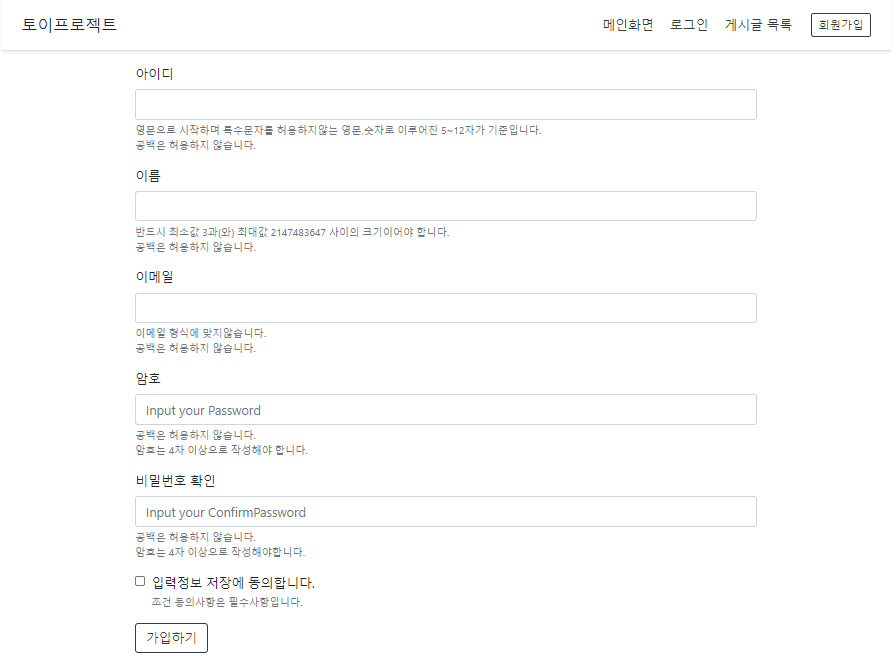 토이프로젝트
메인화면 로그인 게시글 목록 회원가입
아이디
영문으로 시작하며 특수문자를 허용하지않는 영문,숫자로 이루어진 5~12자가 기준입니다.
공백은 허용하지 않습니다.
이름
반드시 최소값 3과(와) 최대값 2147483647 사이의 크기이어야 합니다.
공백은 허용하지 않습니다.
이메일
이메일 형식에 맞지않습니다.
공백은 허용하지 않습니다.
암호
Input your Password
공백은 허용하지 않습니다.
암호는 4자 이상으로 작성해야 합니다.
비밀번호 확인
Input your ConfirmPassword
공백은 허용하지 않습니다.
암호는 4자 이상으로 작성해야합니다.
입력정보 저장에 동의합니다.
조건 동의사항은 필수사항입니다.
가입하기